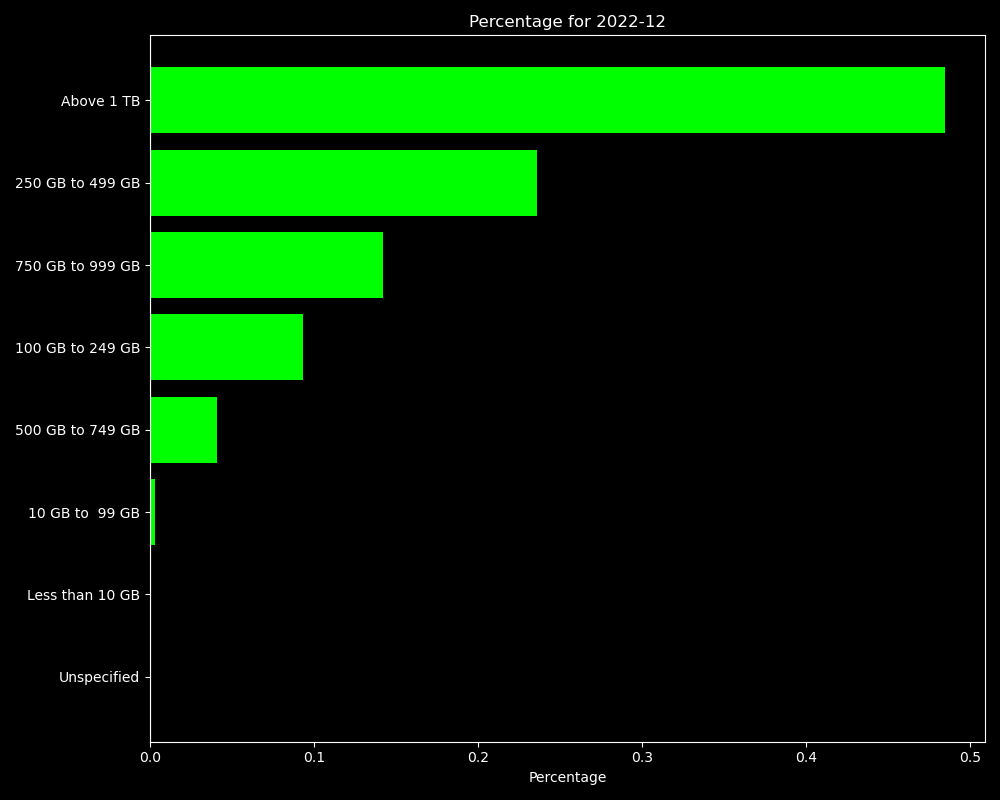 Percentage for 2022-12
Above 1 TB
250 GB to 499 GB
750 GB to 999 GB
100 GB to 249 GB
500 GB to 749 GB
10 GB to  99 GB
Less than 10 GB
Unspecified
0.0 0.1 0.2 0.3 0.4 0.5
Percentage